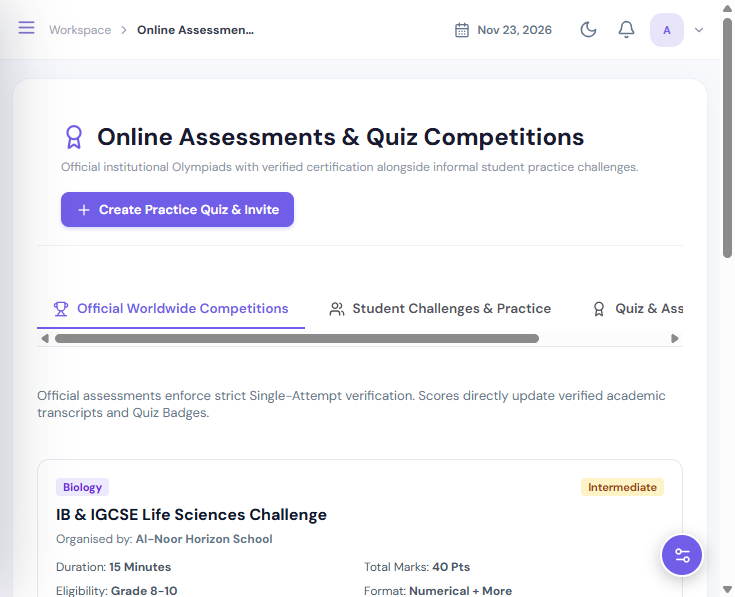 Workspace > Online Assessmen...
Nov 23, 2026
A
Online Assessments & Quiz Competitions
Official institutional Olympiads with verified certification alongside informal student practice challenges.
+ Create Practice Quiz & Invite
Official Worldwide Competitions
Student Challenges & Practice
Quiz & Ass
Official assessments enforce strict Single-Attempt verification. Scores directly update verified academic
transcripts and Quiz Badges.
Biology
Intermediate
IB & IGCSE Life Sciences Challenge
Organised by: Al-Noor Horizon School
Duration: 15 Minutes
Total Marks: 40 Pts
Eligibility: Grade 8-10
Format: Numerical + More